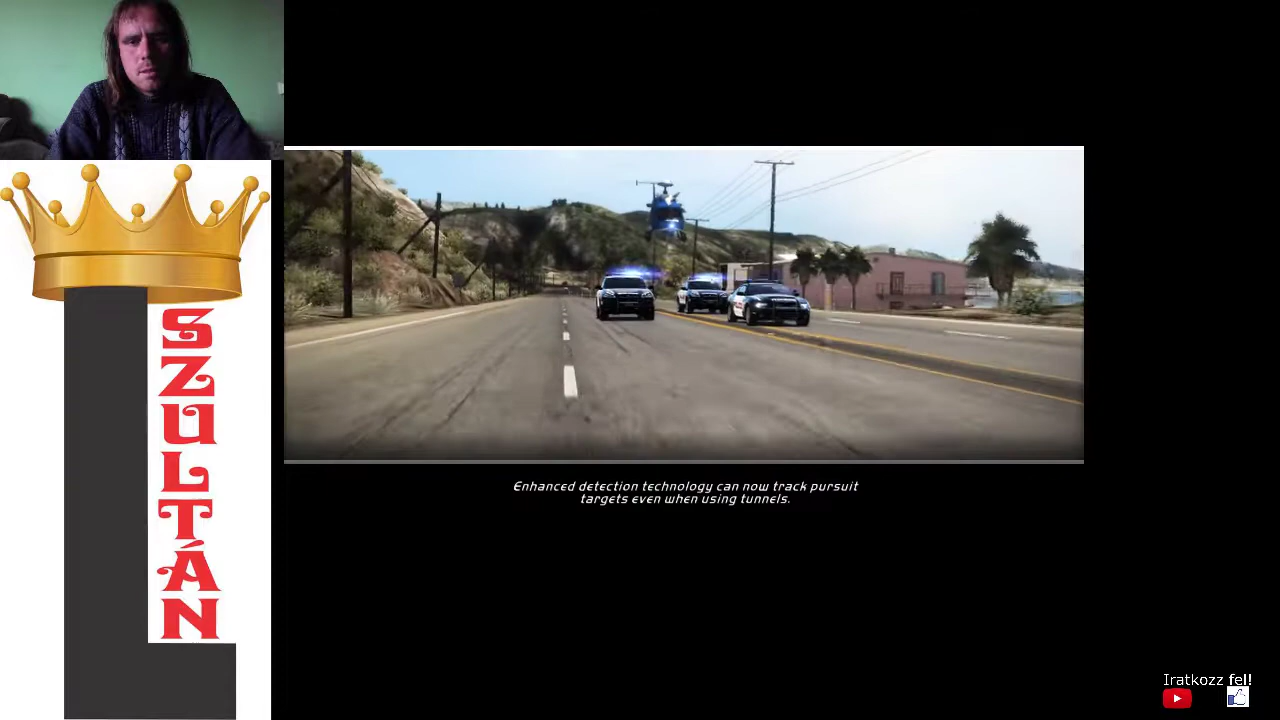 L
SZULTÁN
Enhanced detection technology can now track pursuit
targets even when using tunnels.
Iratkozz fel!